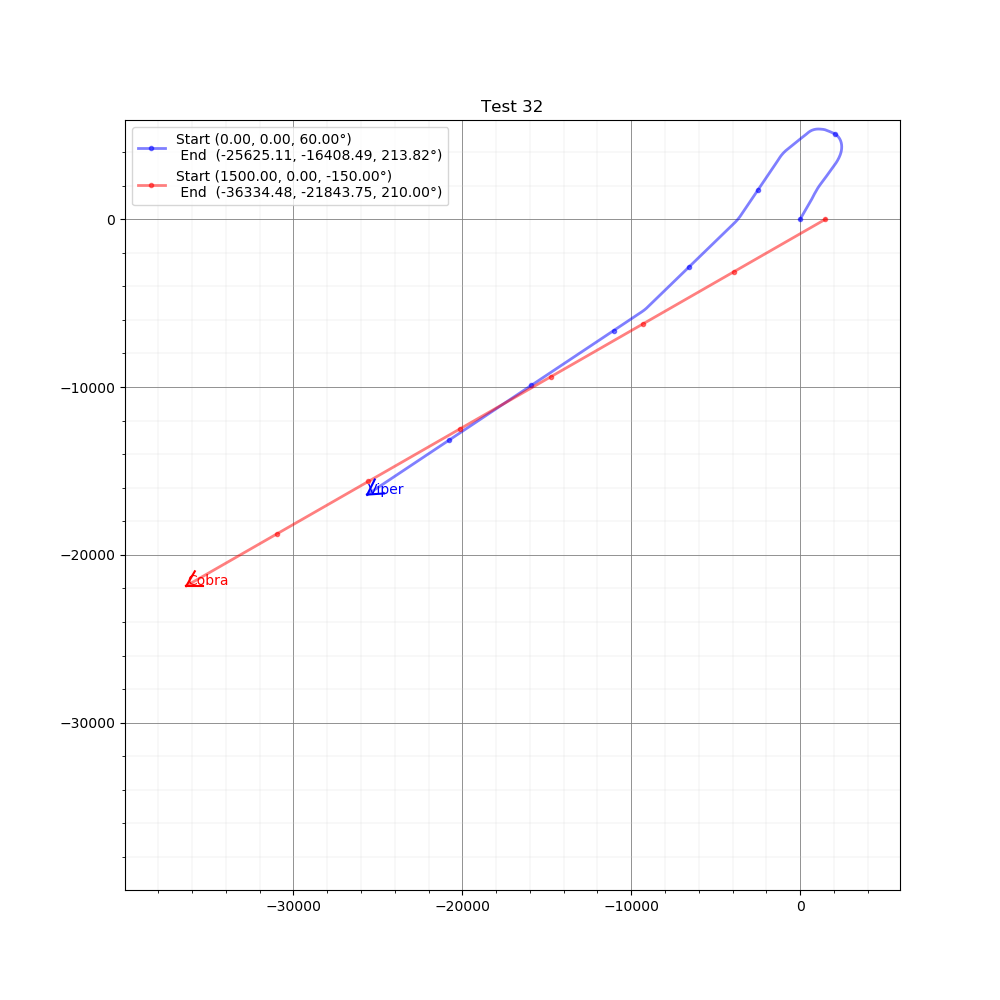 Test 32
Start (0.00, 0.00, 60.00°)
End  (-25625.11, -16408.49, 213.82°)
Start (1500.00, 0.00, -150.00°)
End  (-36334.48, -21843.75, 210.00°)
0
−10000
−20000
−30000
Viper
Cobra
−30000 −20000 −10000 0